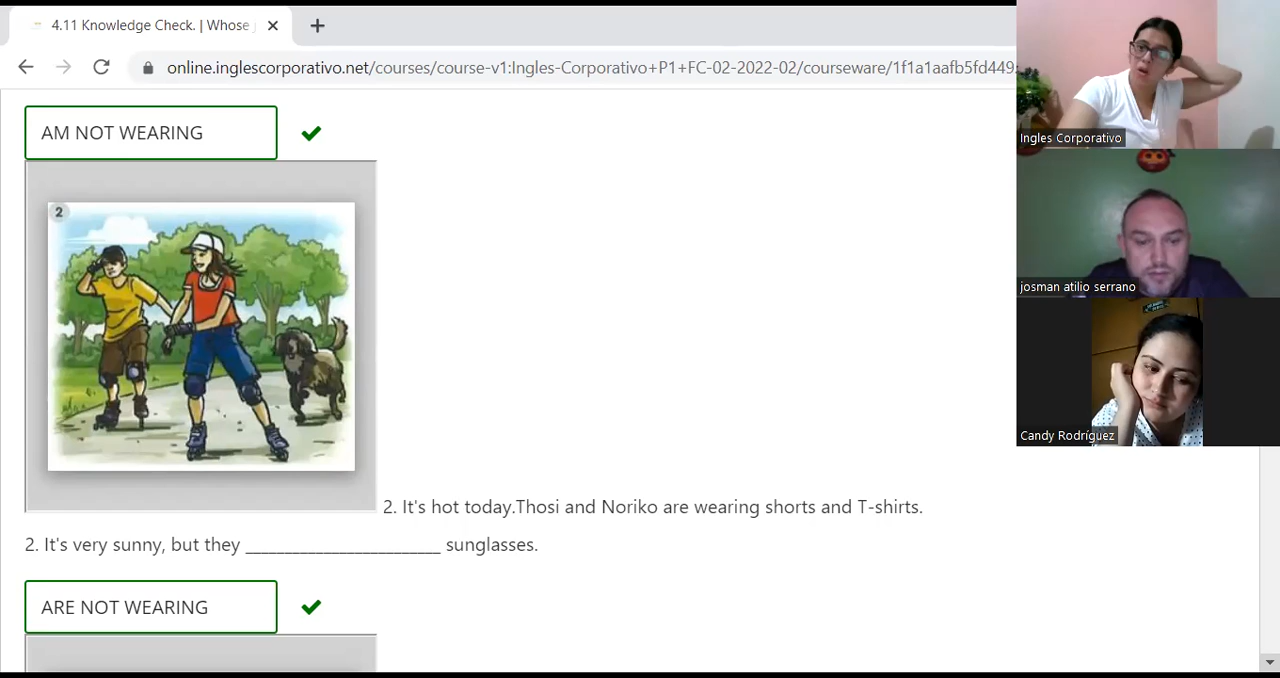 4.11 Knowledge Check. | Whose
online.inglescorporativo.net/courses/course-v1:Ingles-Corporativo+P1+FC-02-2022-02/courseware/1f1a1aafb5fd449
AM NOT WEARING
2
2. It's hot today.Thosi and Noriko are wearing shorts and T-shirts.
2. It's very sunny, but they ________________________ sunglasses.
ARE NOT WEARING
Ingles Corporativo
josman atilio serrano
Candy Rodríguez